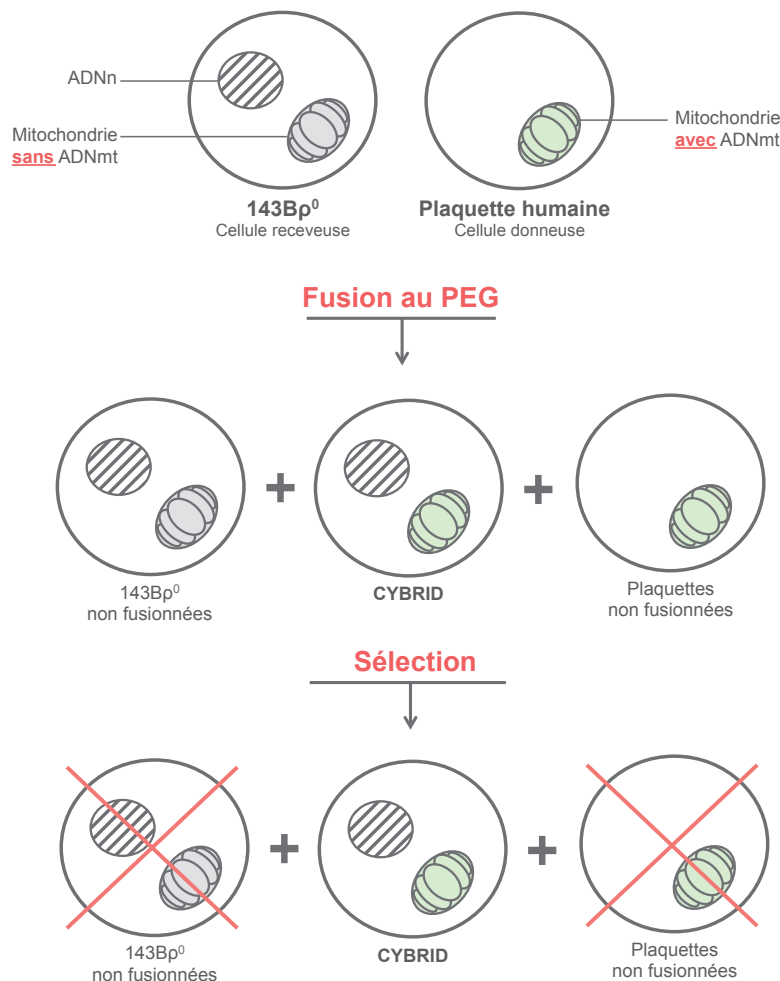 ADNn
Mitochondrie
sans ADNmt
Mitochondrie
avec ADNmt
143Bρ⁰
Cellule receveuse
Plaquette humaine
Cellule donneuse
Fusion au PEG
+
+
143Bρ⁰
non fusionnées
CYBRID
Plaquettes
non fusionnées
Sélection
+
+
143Bρ⁰
non fusionnées
CYBRID
Plaquettes
non fusionnées